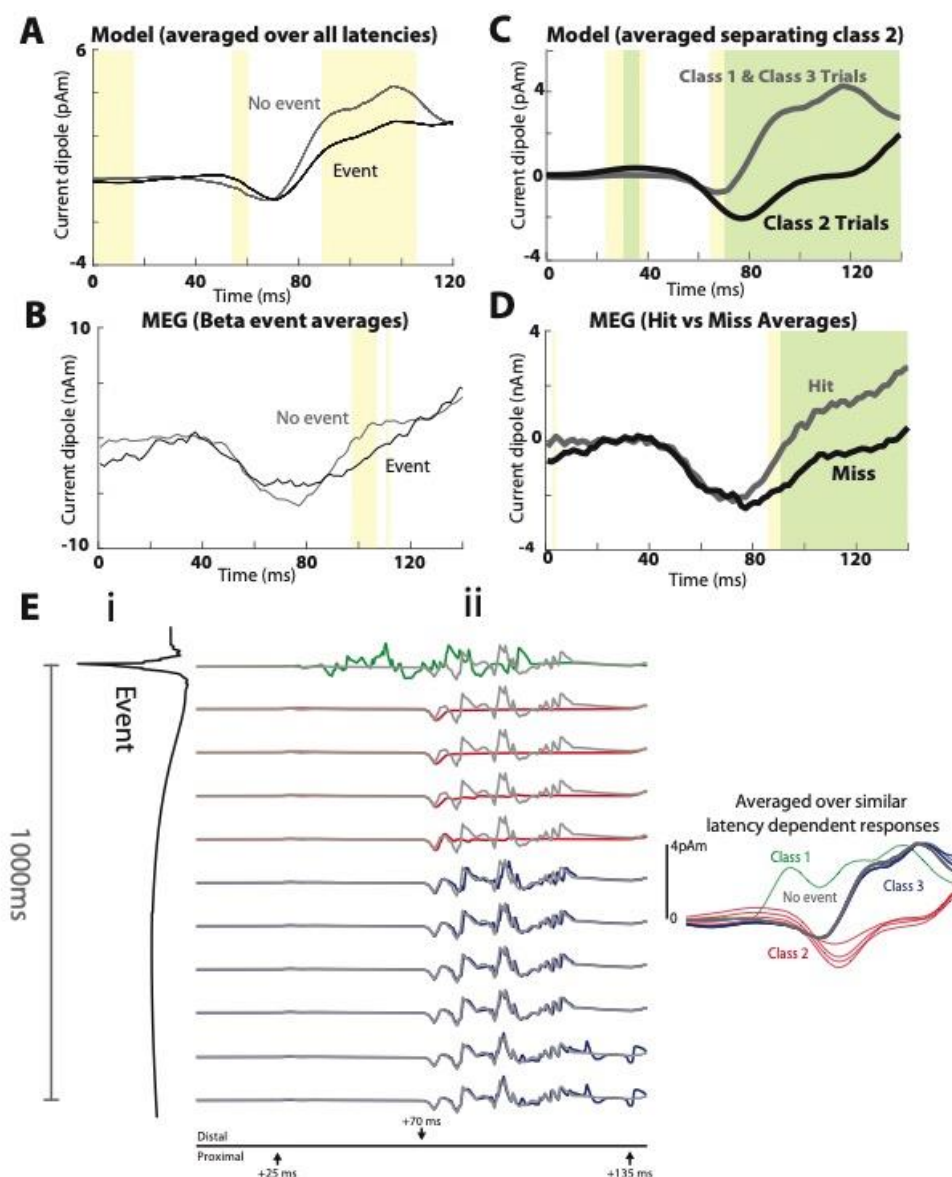 A
Model (averaged over all latencies)
6
Current dipole (pAm)
No event
Event
-4
0
40
80
120
Time (ms)
C
Model (averaged separating class 2)
Current dipole (pAm)
4
0
-4
Class 1 & Class 3 Trials
Class 2 Trials
0
40
80
120
Time (ms)
B
MEG (Beta event averages)
10
Current dipole (nAm)
No event
Event
-10
0
40
80
120
Time (ms)
D
MEG (Hit vs Miss Averages)
4
Current dipole (nAm)
0
Hit
Miss
-4
0
40
80
120
Time (ms)
E
i
ii
Event
1000ms
Averaged over similar
latency dependent responses
4pAm
0
Class 1
No event
Class 3
Class 2
+70 ms
Distal
Proximal
+25 ms
+135 ms